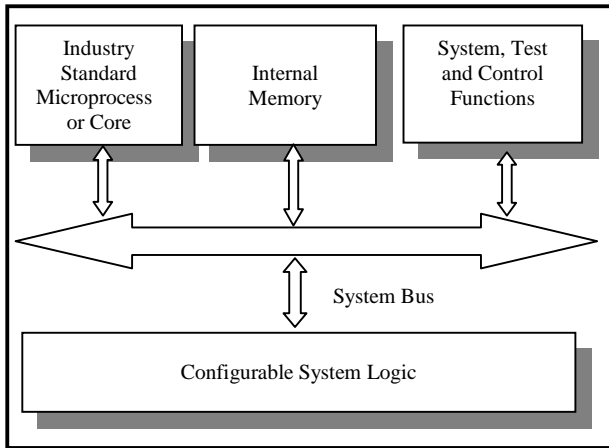 Industry
Standard
Microprocess
or Core
Internal
Memory
System, Test
and Control
Functions
System Bus
Configurable System Logic